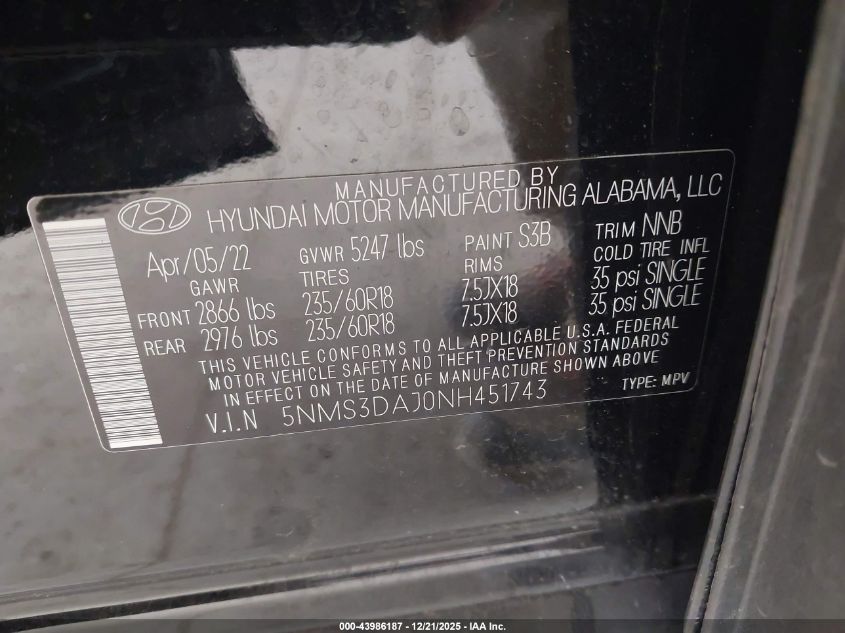 MANUFACTURED BY
HYUNDAI MOTOR MANUFACTURING ALABAMA, LLC
Apr/05/22 GVWR 5247 lbs PAINT S3B TRIM NNB
GAWR TIRES RIMS COLD TIRE INFL
FRONT 2866 lbs 235/60R18 7.5JX18 35 psi SINGLE
REAR 2976 lbs 235/60R18 7.5JX18 35 psi SINGLE
THIS VEHICLE CONFORMS TO ALL APPLICABLE U.S.A. FEDERAL
MOTOR VEHICLE SAFETY AND THEFT PREVENTION STANDARDS
IN EFFECT ON THE DATE OF MANUFACTURE SHOWN ABOVE
V.I.N 5NMS3DAJ0NH451743 TYPE: MPV
000-43986187 - 12/21/2025 - IAA Inc.